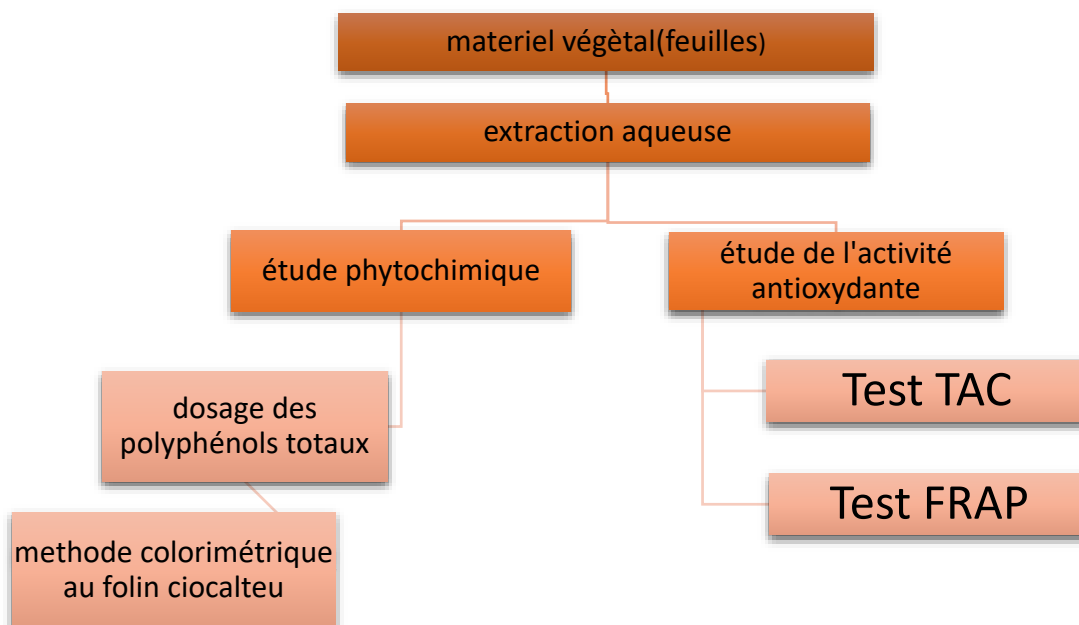 materiel végètal(feuilles)
extraction aqueuse
étude phytochimique
étude de l'activité
antioxydante
dosage des
polyphénols totaux
methode colorimétrique
au folin ciocalteu
Test TAC
Test FRAP